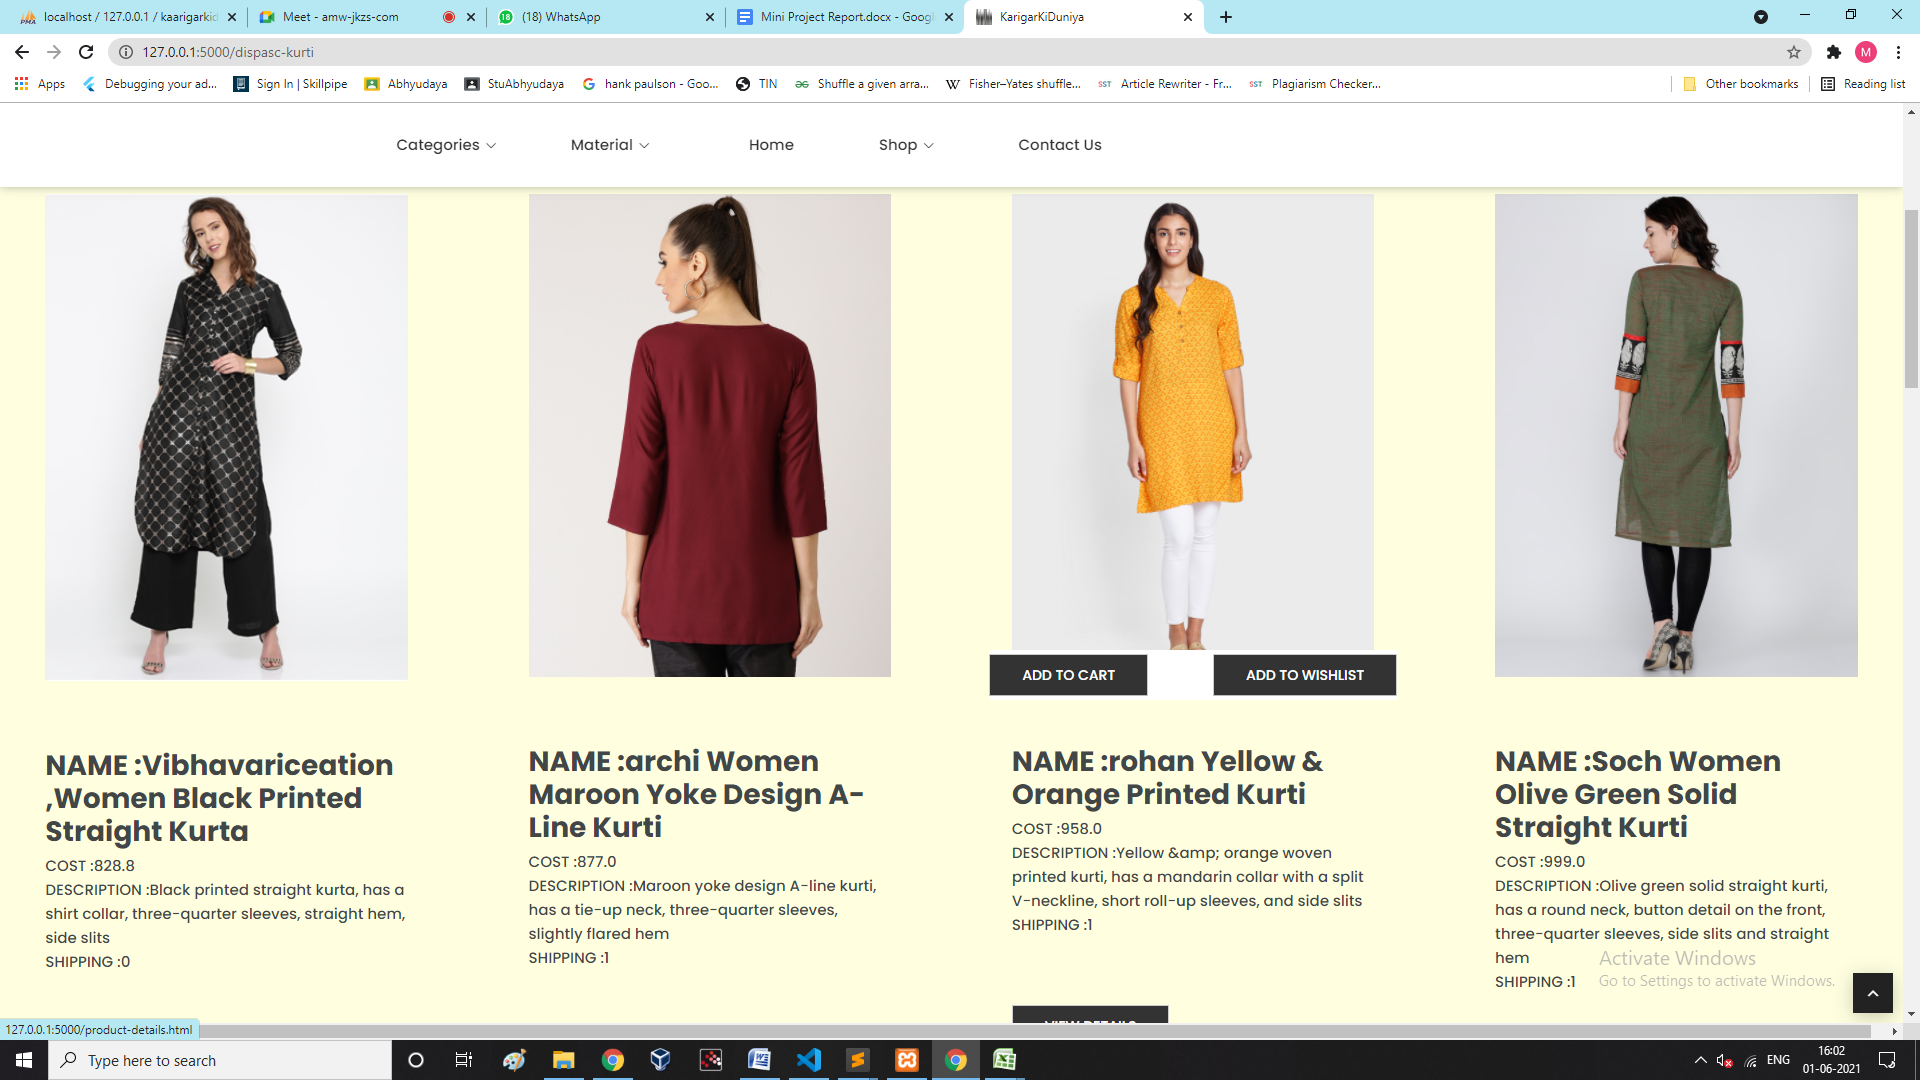 localhost / 127.0.0.1 / kaarigarkid
Meet - amw-jkzs-com
(18) WhatsApp
Mini Project Report.docx - Googl
KarigarKiDuniya
127.0.0.1:5000/dispasc-kurti
M
Apps
Debugging your ad...
Sign In | Skillpipe
Abhyudaya
StuAbhyudaya
hank paulson - Goo...
TIN
Shuffle a given arra...
Fisher–Yates shuffle...
Article Rewriter - Fr...
Plagiarism Checker...
Other bookmarks
Reading list
Categories
Material
Home
Shop
Contact Us
ADD TO CART
ADD TO WISHLIST
NAME :Vibhavariceation
,Women Black Printed
Straight Kurta
COST :828.8
DESCRIPTION :Black printed straight kurta, has a
shirt collar, three-quarter sleeves, straight hem,
side slits
SHIPPING :0
NAME :archi Women
Maroon Yoke Design A-
Line Kurti
COST :877.0
DESCRIPTION :Maroon yoke design A-line kurti,
has a tie-up neck, three-quarter sleeves,
slightly flared hem
SHIPPING :1
NAME :rohan Yellow &
Orange Printed Kurti
COST :958.0
DESCRIPTION :Yellow &amp; orange woven
printed kurti, has a mandarin collar with a split
V-neckline, short roll-up sleeves, and side slits
SHIPPING :1
NAME :Soch Women
Olive Green Solid
Straight Kurti
COST :999.0
DESCRIPTION :Olive green solid straight kurti,
has a round neck, button detail on the front,
three-quarter sleeves, side slits and straight
hem
SHIPPING :1
Activate Windows
Go to Settings to activate Windows.
VIEW DETAILS
127.0.0.1:5000/product-details.html
Type here to search
ENG
16:02
01-06-2021